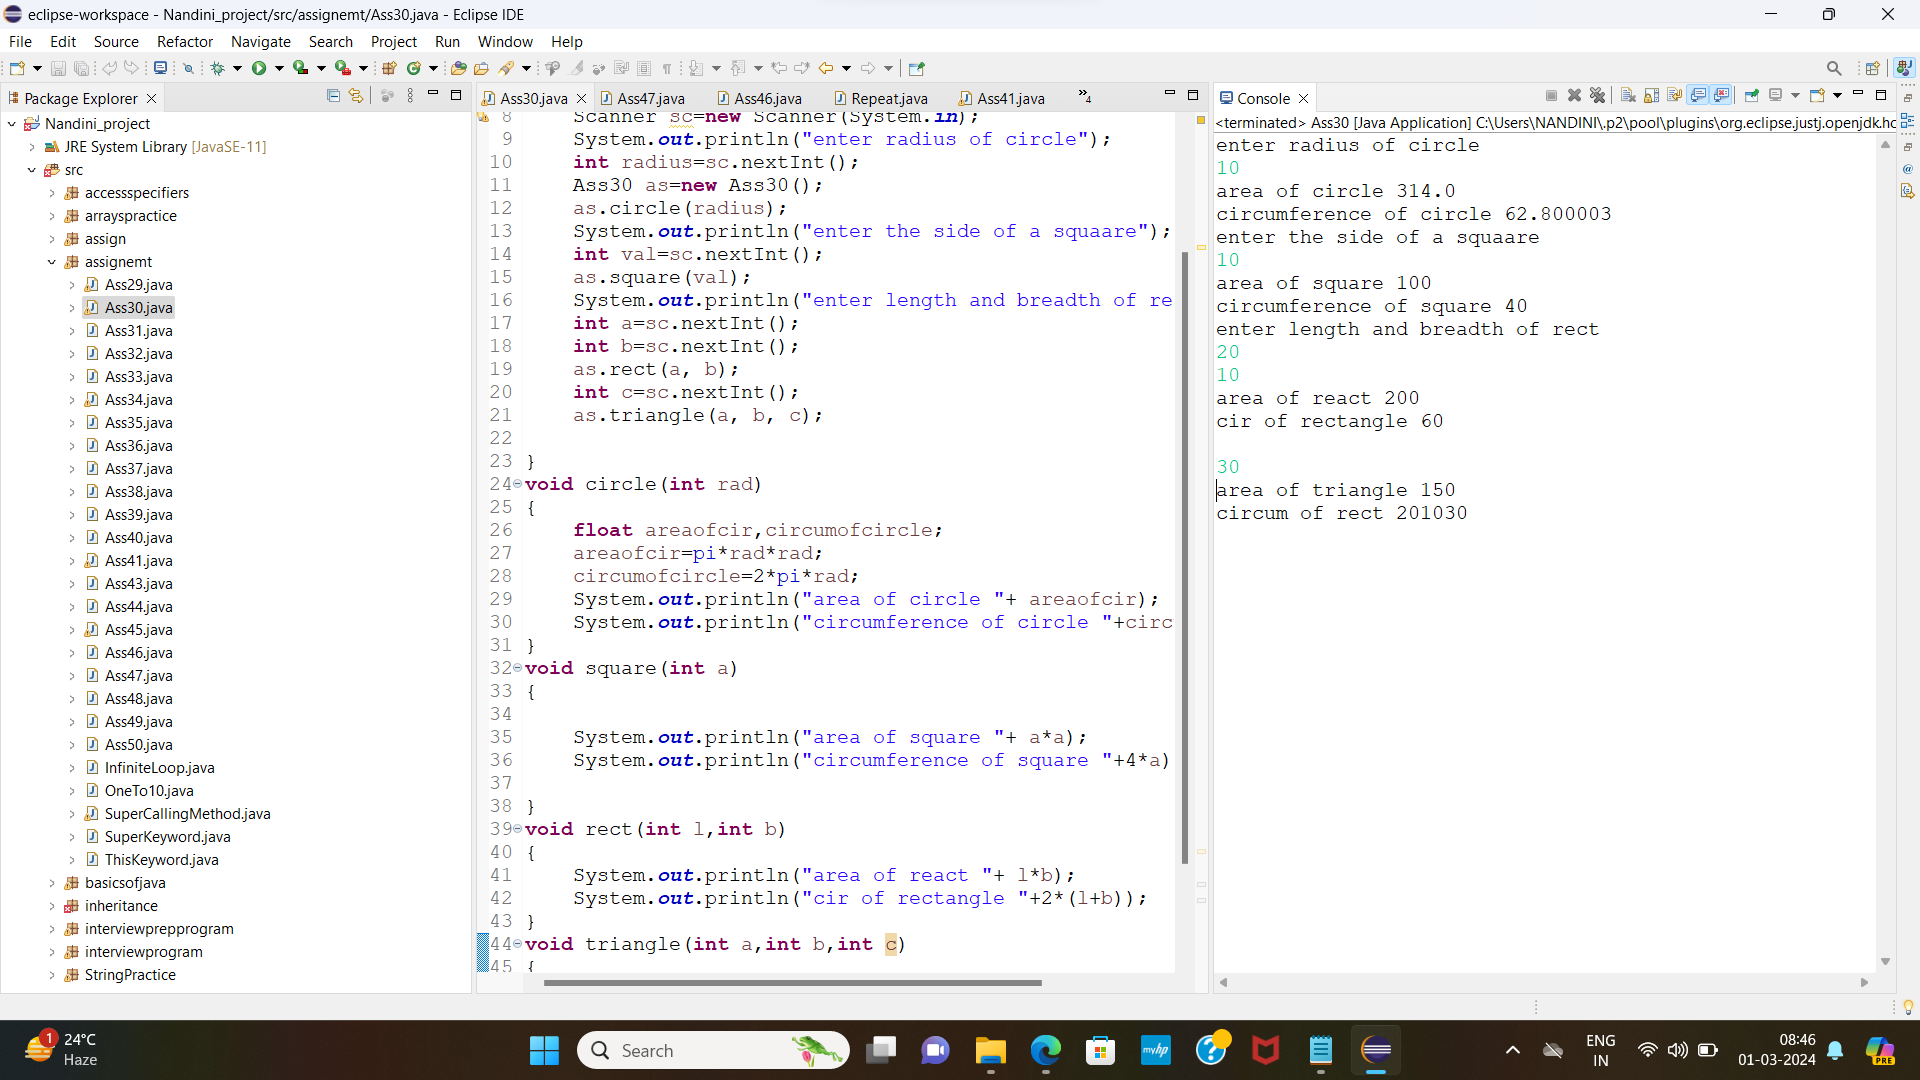 eclipse-workspace - Nandini_project/src/assignemt/Ass30.java - Eclipse IDE
File Edit Source Refactor Navigate Search Project Run Window Help
Package Explorer
Nandini_project
JRE System Library [JavaSE-11]
src
accessspecifiers
arrayspractice
assign
assignemt
Ass29.java
Ass30.java
Ass31.java
Ass32.java
Ass33.java
Ass34.java
Ass35.java
Ass36.java
Ass37.java
Ass38.java
Ass39.java
Ass40.java
Ass41.java
Ass43.java
Ass44.java
Ass45.java
Ass46.java
Ass47.java
Ass48.java
Ass49.java
Ass50.java
InfiniteLoop.java
OneTo10.java
SuperCallingMethod.java
SuperKeyword.java
ThisKeyword.java
basicsofjava
inheritance
interviewprepprogram
interviewprogram
StringPractice
Ass30.java Ass47.java Ass46.java Repeat.java Ass41.java »4
8 Scanner sc=new Scanner(System.in);
9 System.out.println("enter radius of circle");
10 int radius=sc.nextInt();
11 Ass30 as=new Ass30();
12 as.circle(radius);
13 System.out.println("enter the side of a squaare");
14 int val=sc.nextInt();
15 as.square(val);
16 System.out.println("enter length and breadth of re
17 int a=sc.nextInt();
18 int b=sc.nextInt();
19 as.rect(a, b);
20 int c=sc.nextInt();
21 as.triangle(a, b, c);
22
23 }
24 void circle(int rad)
25 {
26 float areaofcir,circumofcircle;
27 areaofcir=pi*rad*rad;
28 circumofcircle=2*pi*rad;
29 System.out.println("area of circle "+ areaofcir);
30 System.out.println("circumference of circle "+circ
31 }
32 void square(int a)
33 {
34
35 System.out.println("area of square "+ a*a);
36 System.out.println("circumference of square "+4*a)
37
38 }
39 void rect(int l,int b)
40 {
41 System.out.println("area of react "+ l*b);
42 System.out.println("cir of rectangle "+2*(l+b));
43 }
44 void triangle(int a,int b,int c)
45 {
Console
<terminated> Ass30 [Java Application] C:\Users\NANDINI\.p2\pool\plugins\org.eclipse.justj.openjdk.ho
enter radius of circle
10
area of circle 314.0
circumference of circle 62.800003
enter the side of a squaare
10
area of square 100
circumference of square 40
enter length and breadth of rect
20
10
area of react 200
cir of rectangle 60
30
area of triangle 150
circum of rect 201030
1
24°C
Haze
Search
myhp
ENG
IN
08:46
01-03-2024
PRE